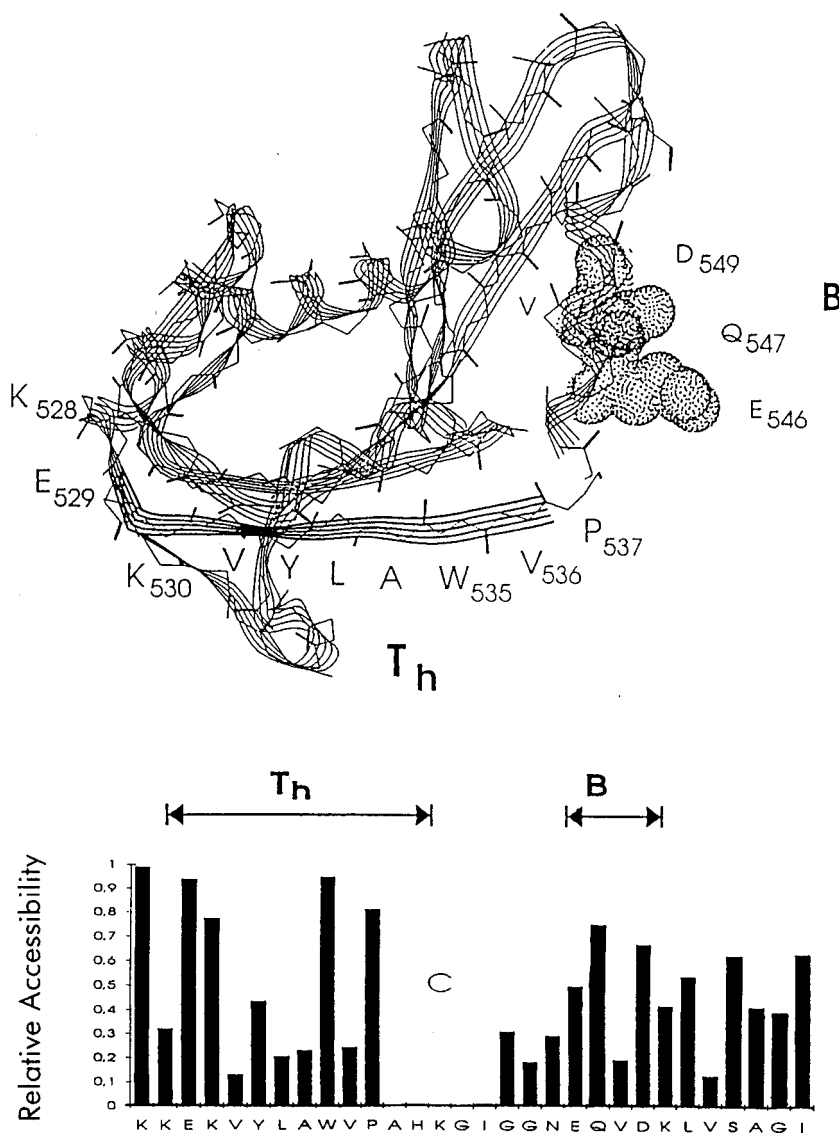 D549
V
B
Q547
K528
E546
E529
P537
K530
V Y L A W535 V536
Th
Th B
Relative Accessibility
1
0.9
0.8
0.7
0.6
0.5
0.4
0.3
0.2
0.1
0
C
K K E K V Y L A W V P A H K G I G G N E Q V D K L V S A G I